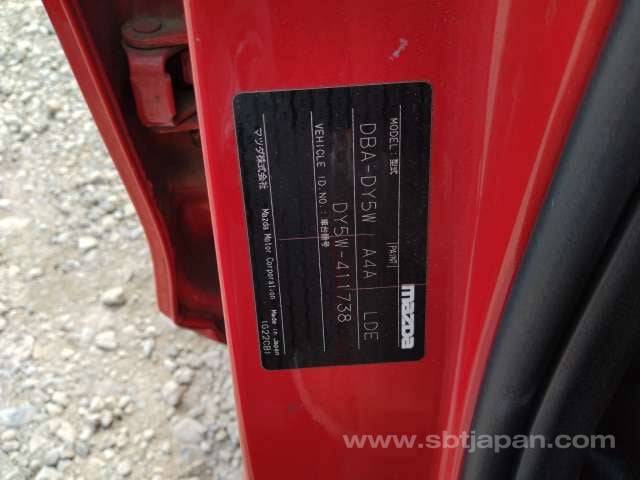 mazda
MODEL:型式 PAINT
DBA-DY5W A4A LDE
VEHICLE ID.NO.:車台番号
DY5W-411738
マツダ株式会社 Mazda Motor Corporation Made in Japan
1622CB1
www.sbtjapan.com